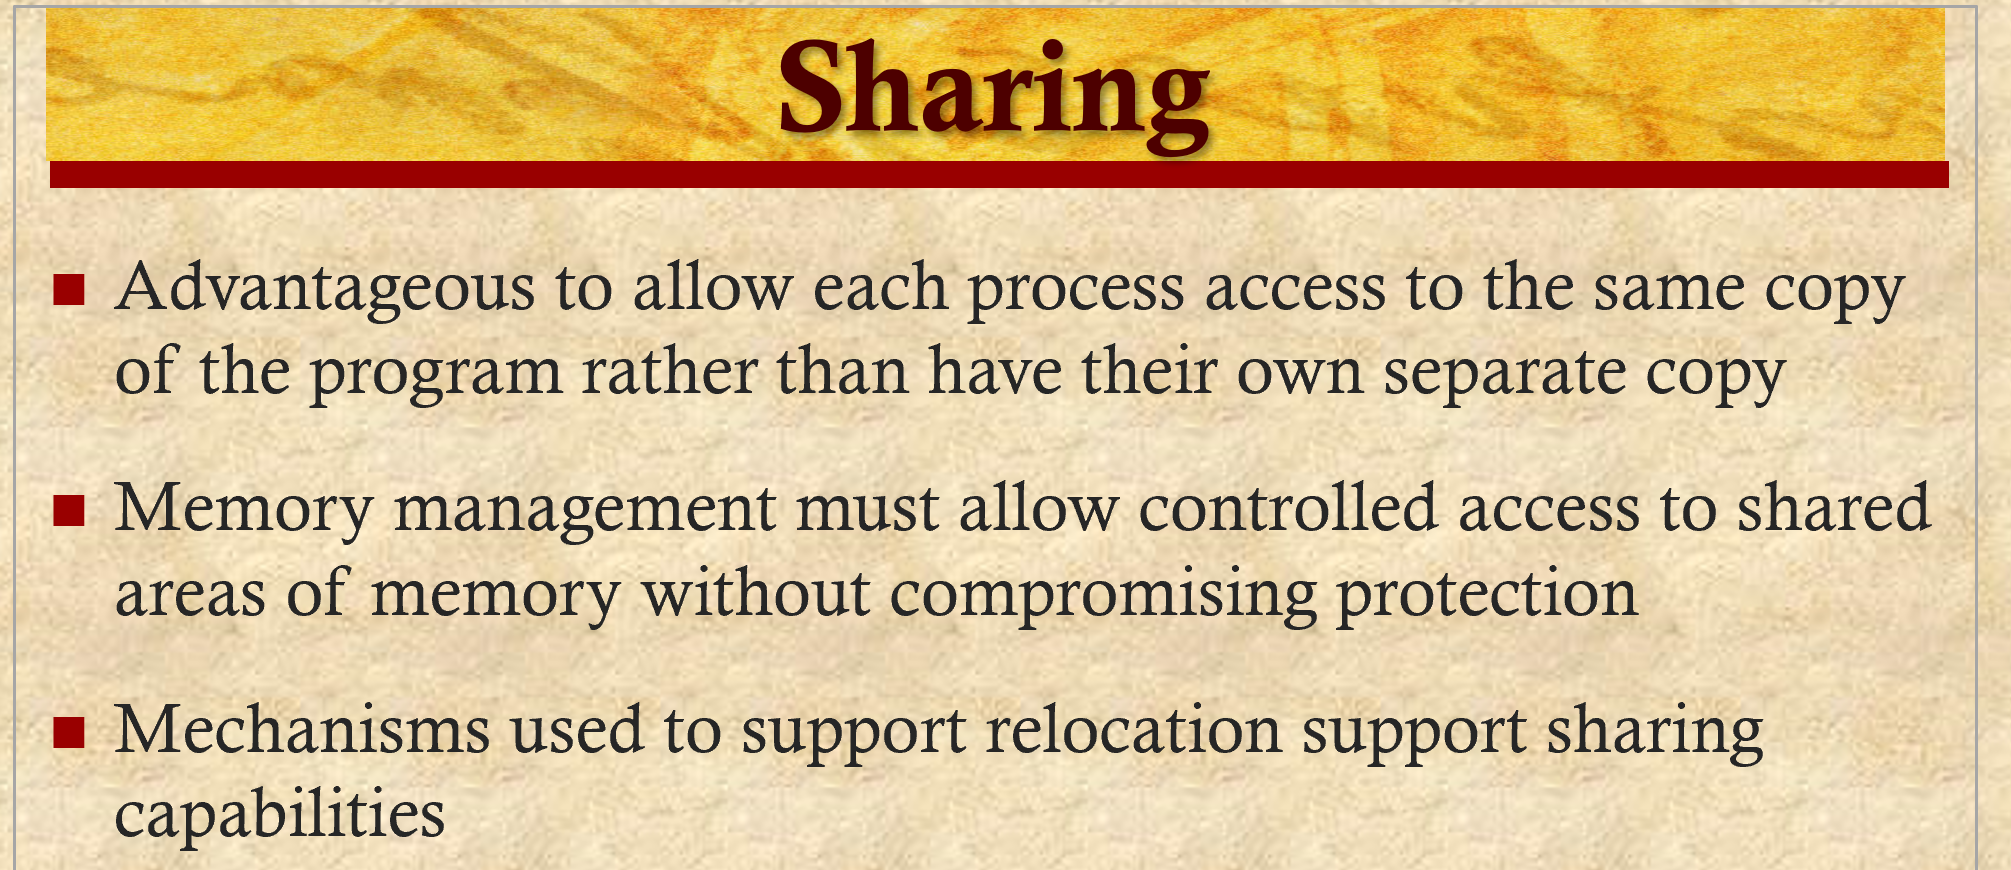 Sharing
■ Advantageous to allow each process access to the same copy
of the program rather than have their own separate copy
■ Memory management must allow controlled access to shared
areas of memory without compromising protection
■ Mechanisms used to support relocation support sharing
capabilities